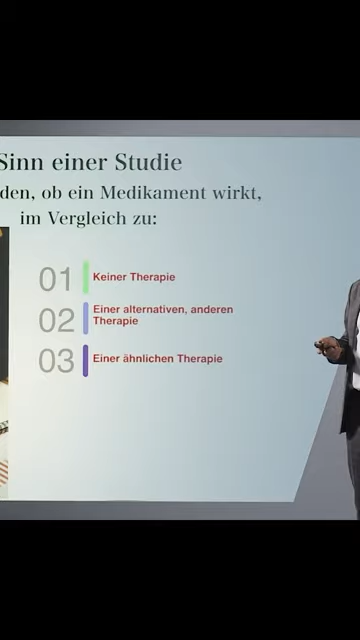 Sinn einer Studie
den, ob ein Medikament wirkt,
im Vergleich zu:
01 Keiner Therapie
02 Einer alternativen, anderen
Therapie
03 Einer ähnlichen Therapie